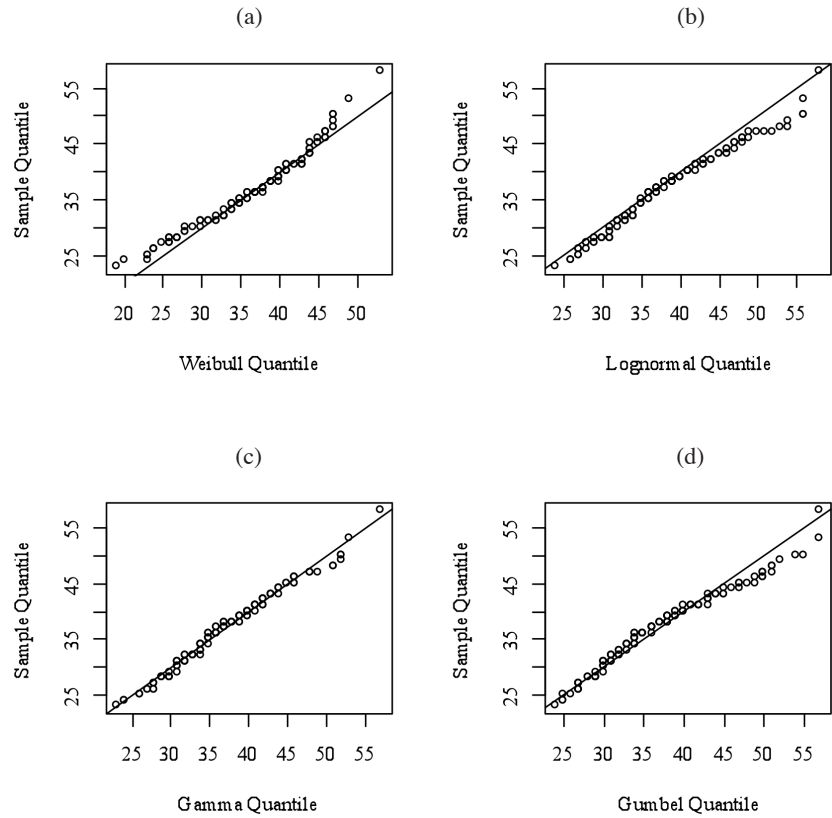 (a)
Sample Quantile
25 35 45 55
20 25 30 35 40 45 50
Weibull Quantile
(b)
Sample Quantile
25 35 45 55
25 30 35 40 45 50 55
Lognormal Quantile
(c)
Sample Quantile
25 35 45 55
25 30 35 40 45 50 55
Gamma Quantile
(d)
Sample Quantile
25 35 45 55
25 30 35 40 45 50 55
Gumbel Quantile